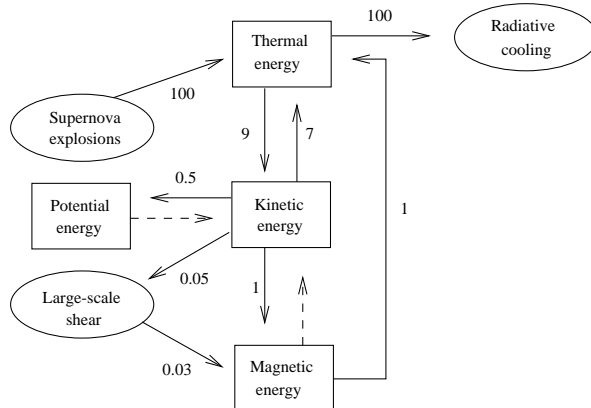 100
Radiative
cooling
Thermal
energy
100
Supernova
explosions
9
7
0.5
Potential
energy
Kinetic
energy
1
0.05
1
Large-scale
shear
0.03
Magnetic
energy